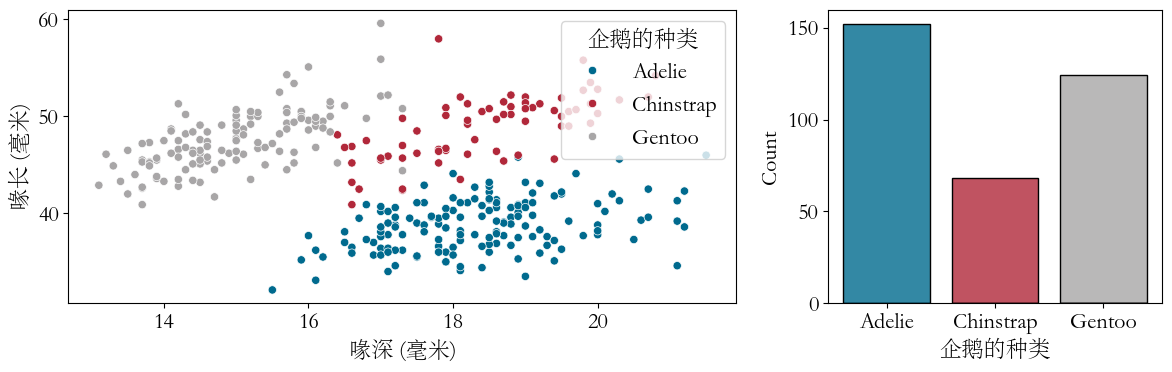 60
50
40
喙长 (毫米)
14
16
18
20
喙深 (毫米)
企鹅的种类
Adelie
Chinstrap
Gentoo
150
100
50
0
Count
Adelie
Chinstrap
Gentoo
企鹅的种类